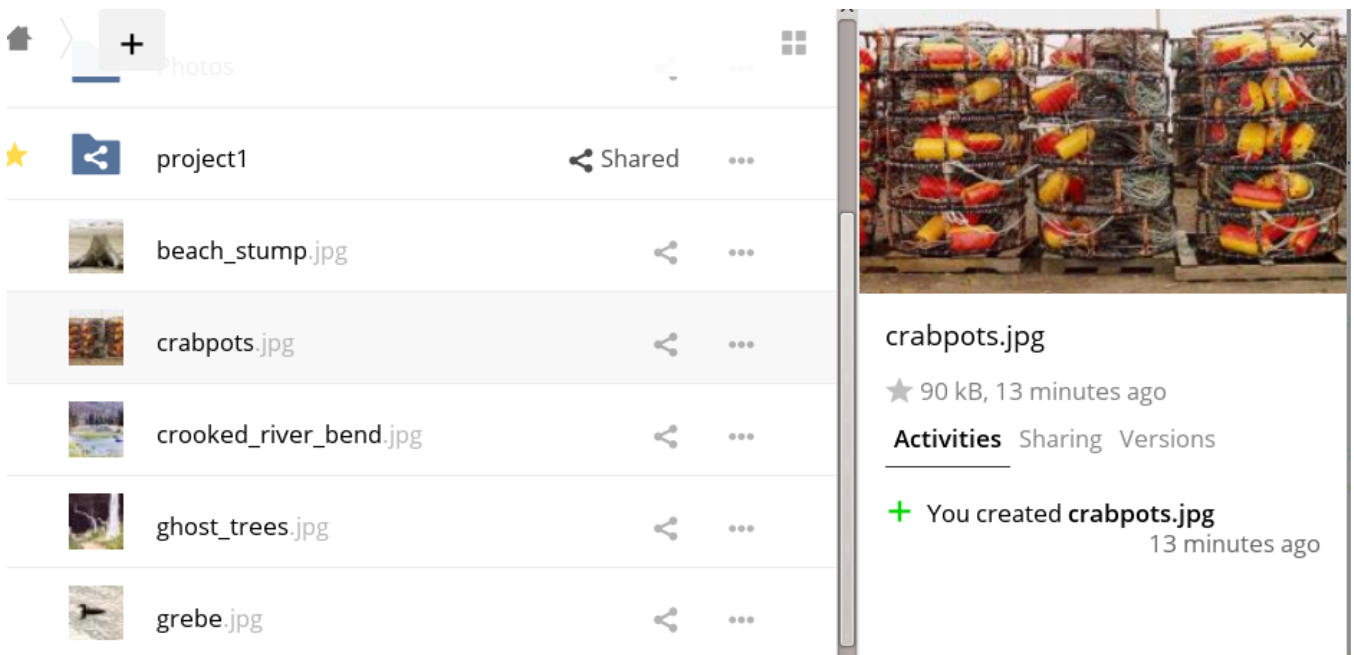 +
Photos
project1
Shared
beach_stump.jpg
crabpots.jpg
crooked_river_bend.jpg
ghost_trees.jpg
grebe.jpg
crabpots.jpg
90 kB, 13 minutes ago
Activities Sharing Versions
You created crabpots.jpg
13 minutes ago